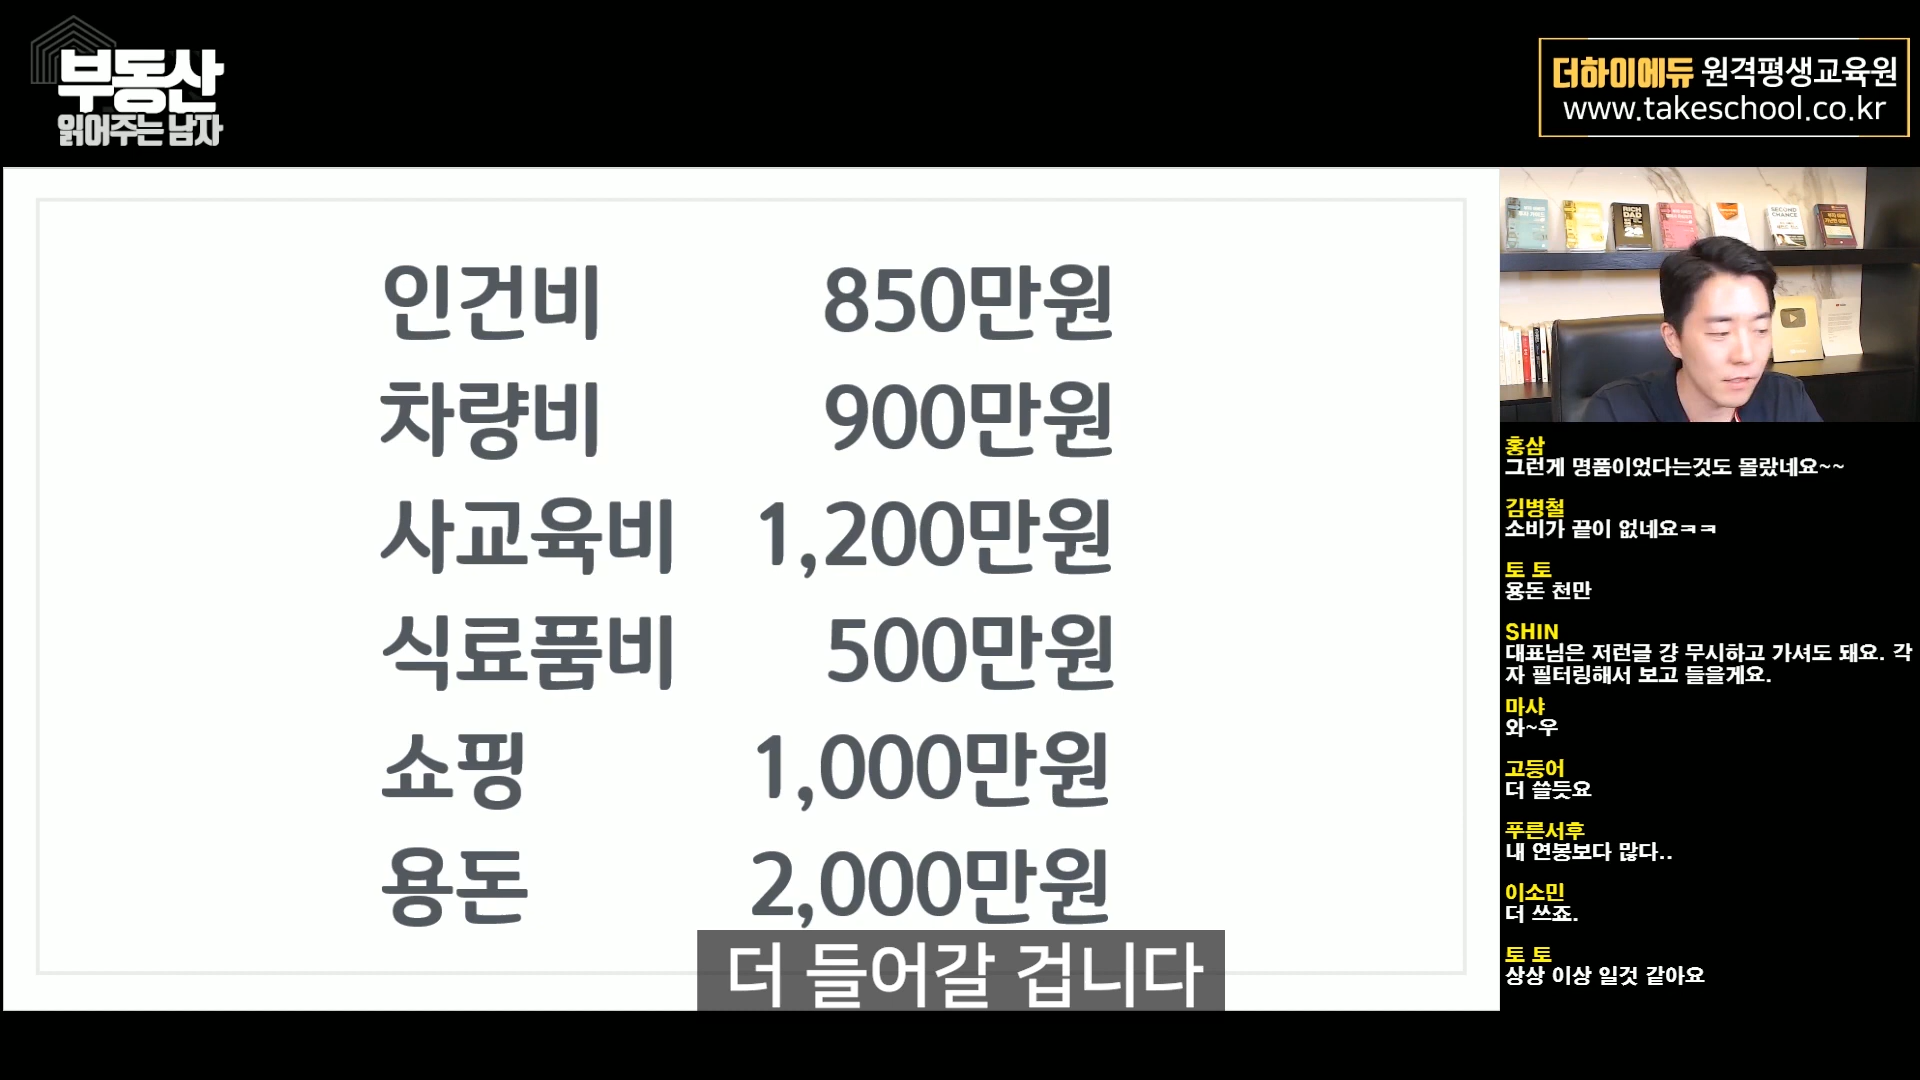 부동산
읽어주는 남자
더하이에듀 원격평생교육원
www.takeschool.co.kr
인건비 850만원
차량비 900만원
사교육비 1,200만원
식료품비 500만원
쇼핑 1,000만원
용돈 2,000만원
더 들어갈 겁니다
RICH DAD
SECOND CHANCE
홍삼
그런게 명품이었다는것도 몰랐네요~~
김병철
소비가 끝이 없네요ㅋㅋ
토 토
용돈 천만
SHIN
대표님은 저런글 걍 무시하고 가셔도 돼요. 각
자 필터링해서 보고 들을게요.
마샤
와~우
고등어
더 쓸듯요
푸른서후
내 연봉보다 많다..
이소민
더 쓰죠.
토 토
상상 이상 일것 같아요